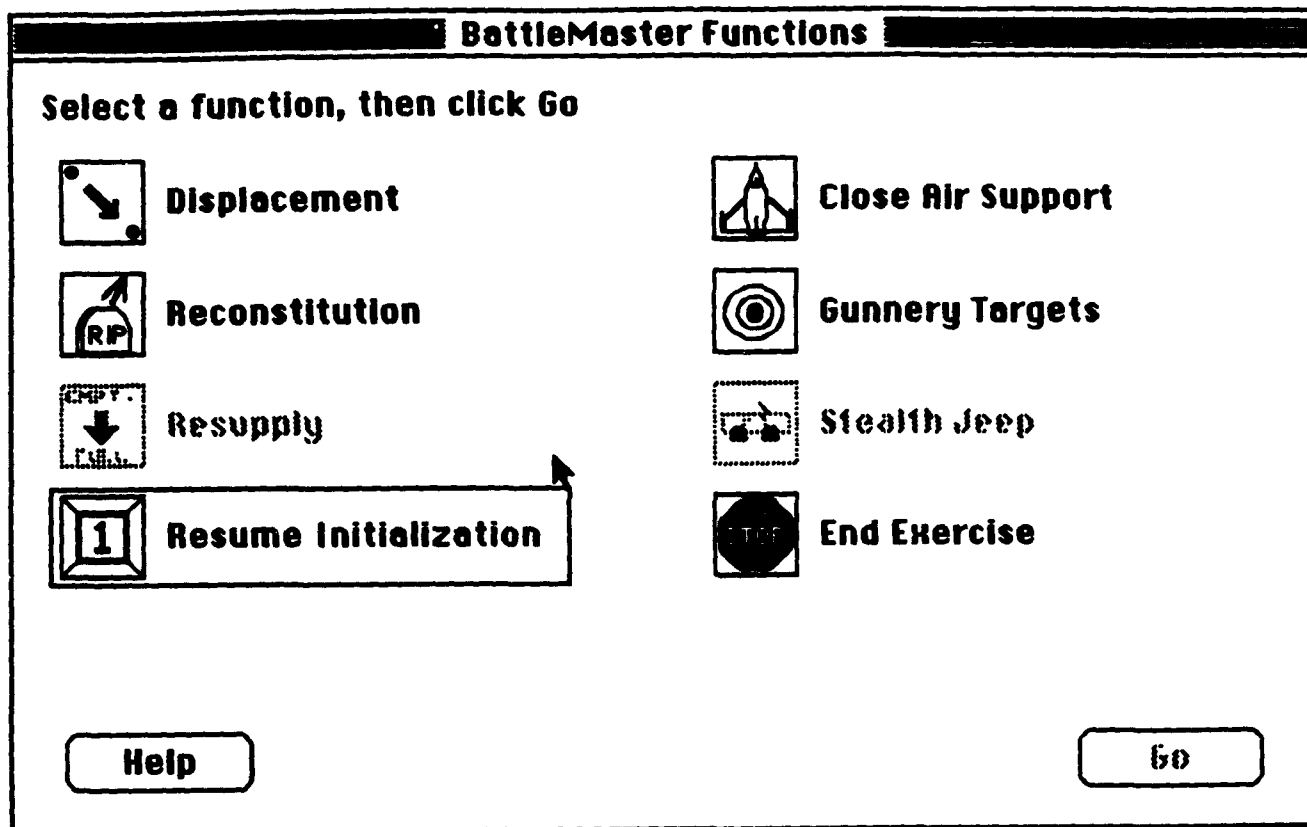 BattleMaster Functions
Select a function, then click Go
Displacement
Close Air Support
RIP
Reconstitution
Gunnery Targets
Resupply
Stealth Jeep
1
Resume Initialization
STOP
End Exercise
Help
Go